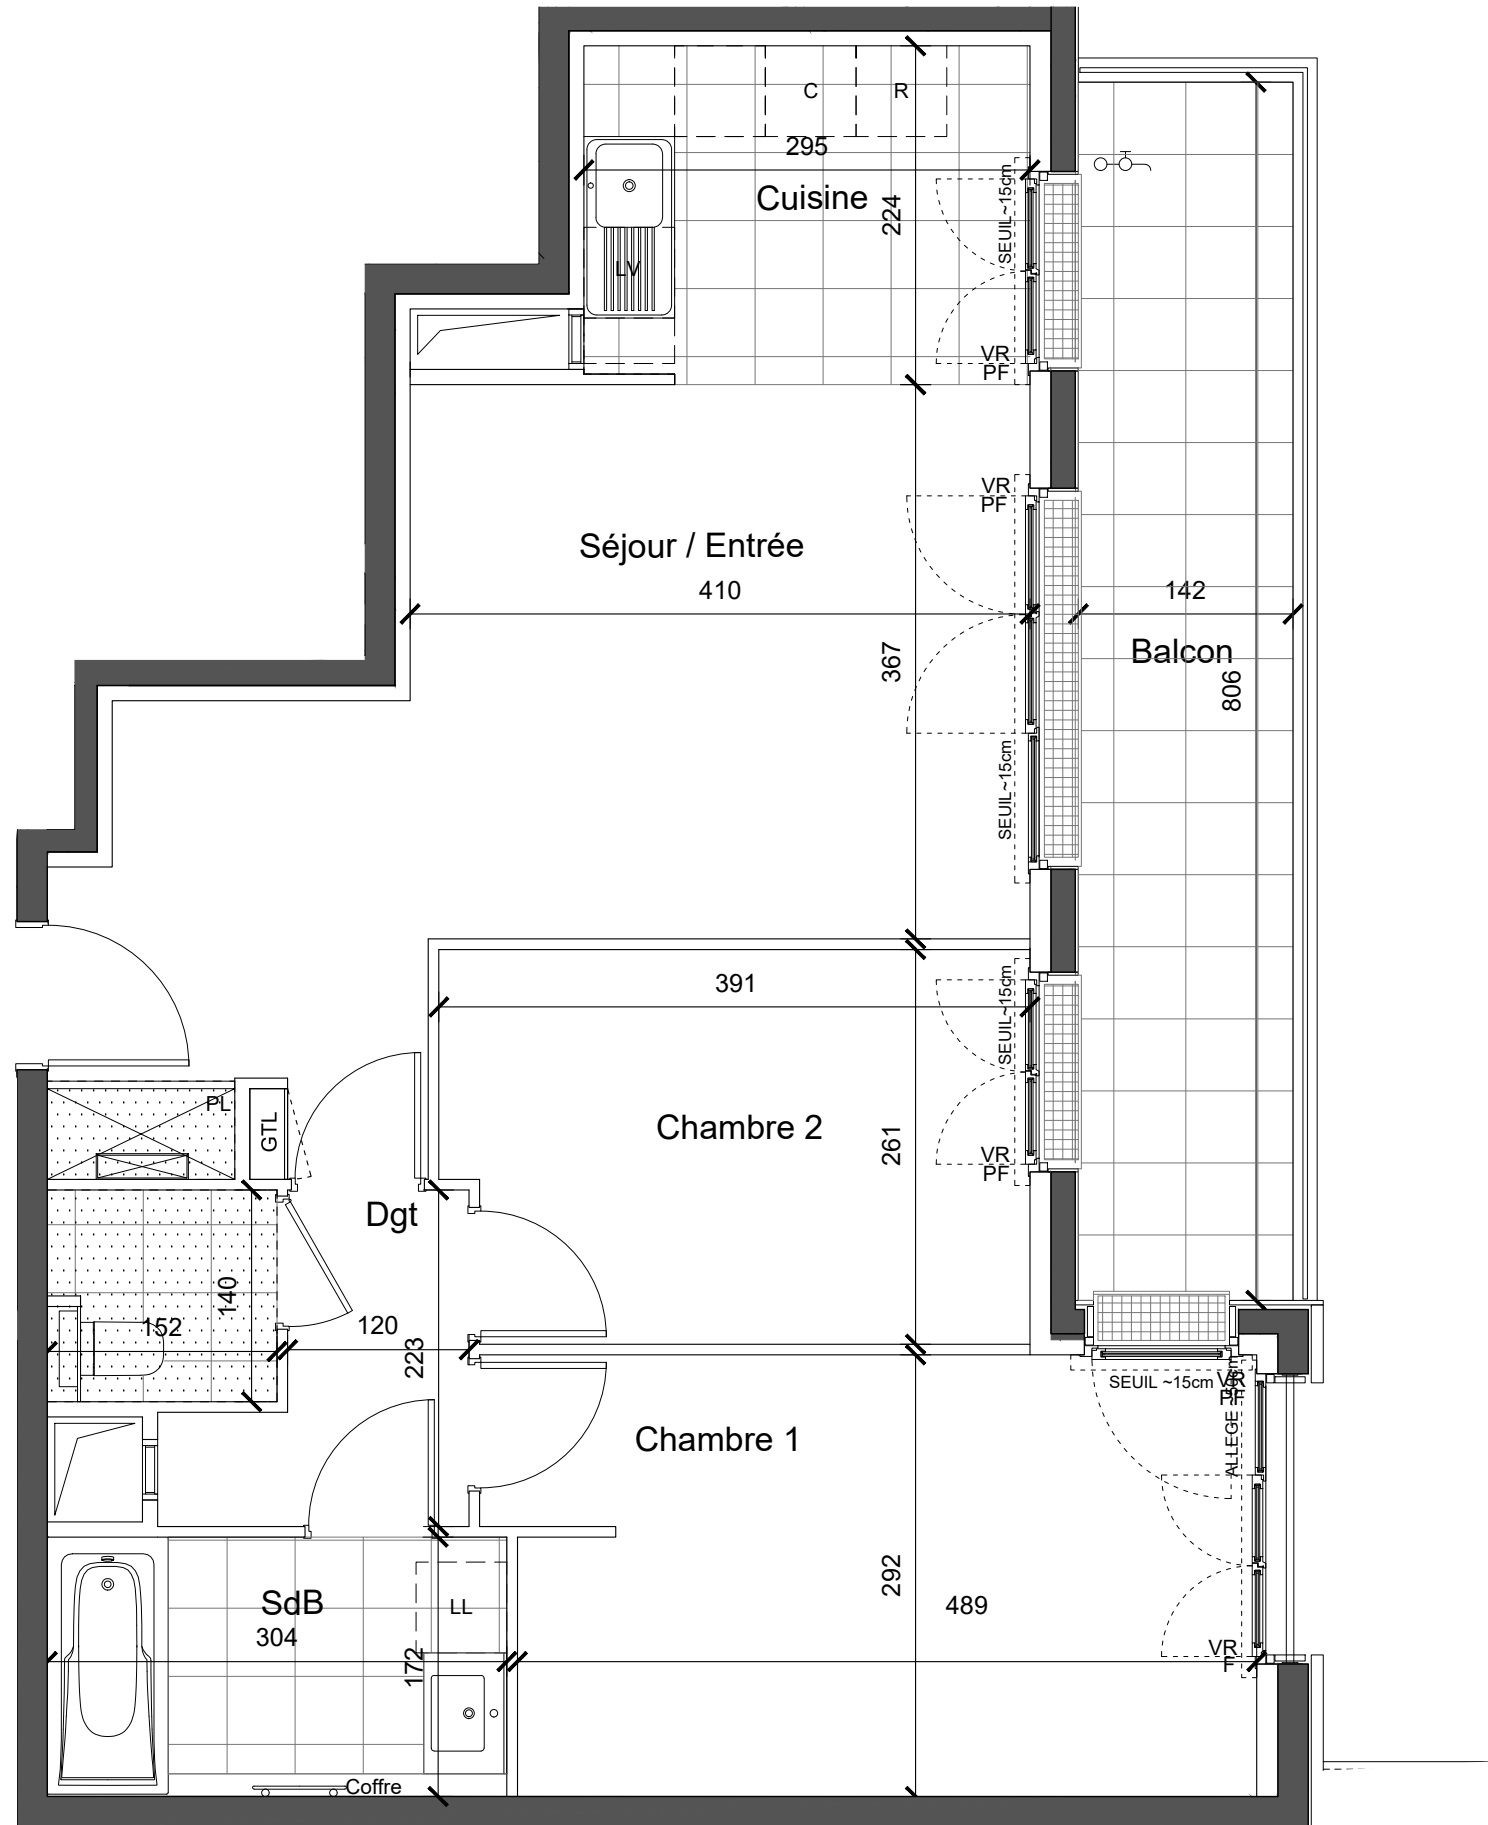 C
R
295
Cuisine
224
SEUIL~15cm
LV
VR
PF
VR
PF
Séjour / Entrée
410
142
367
Balcon
806
SEUIL~15cm
391
SEUIL~15cm
PL
GTL
Chambre 2
261
VR
PF
Dgt
140
152
120
223
SEUIL ~15cm
VR
PF
Chambre 1
292
SdB
304
LL
489
172
VR
F
Coffre